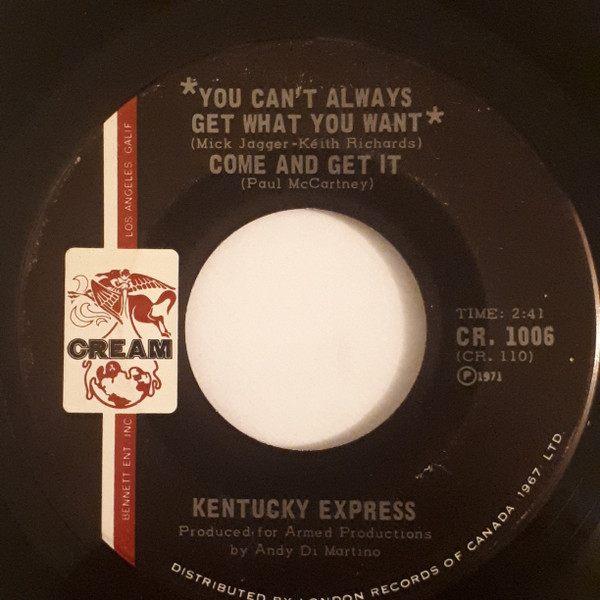 *YOU CAN'T ALWAYS
GET WHAT YOU WANT*
(Mick Jagger-Keith Richards)
COME AND GET IT
(Paul McCartney)
LOS ANGELES CALIF
CREAM
BENNETT ENT. INC
TIME: 2:41
CR. 1006
(CR. 110)
Ⓟ1971
KENTUCKY EXPRESS
Produced for Armed Productions
by Andy Di Martino
DISTRIBUTED BY LONDON RECORDS OF CANADA 1967 LTD.